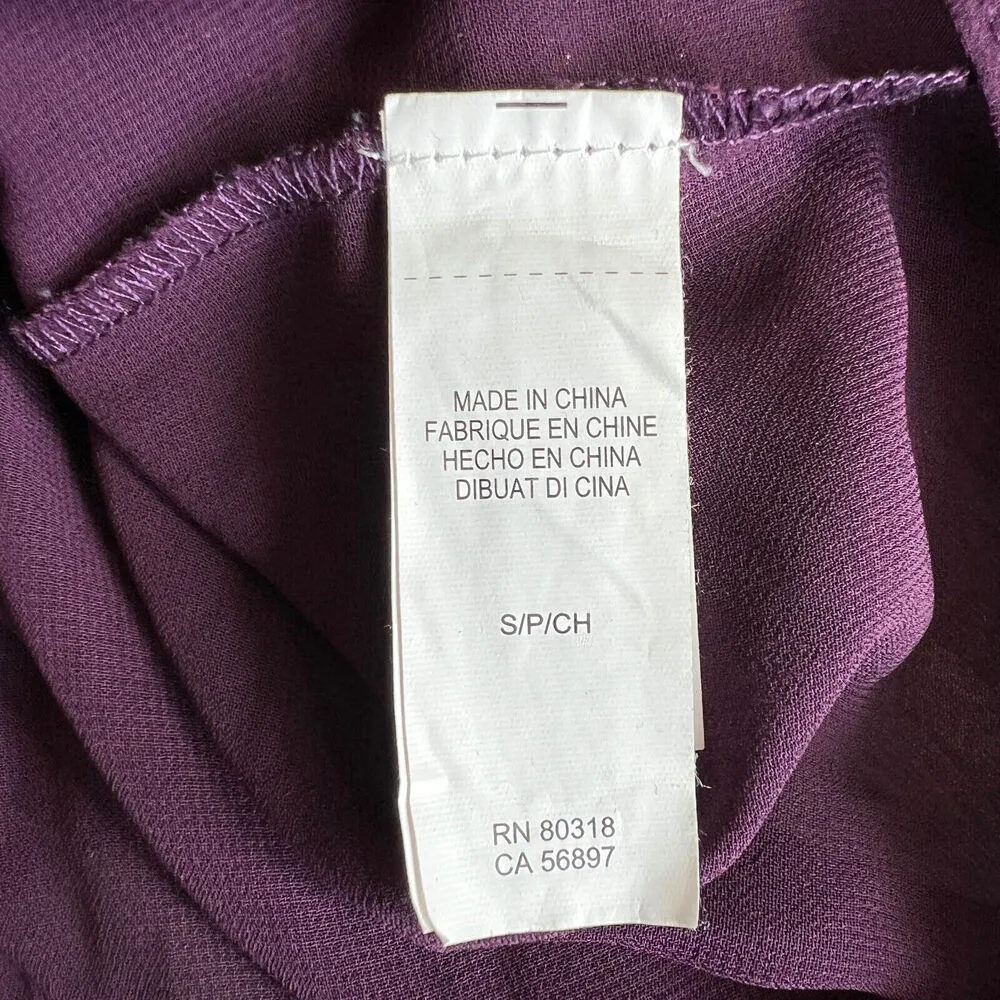 MADE IN CHINA
FABRIQUE EN CHINE
HECHO EN CHINA
DIBUAT DI CINA
S/P/CH
RN 80318
CA 56897